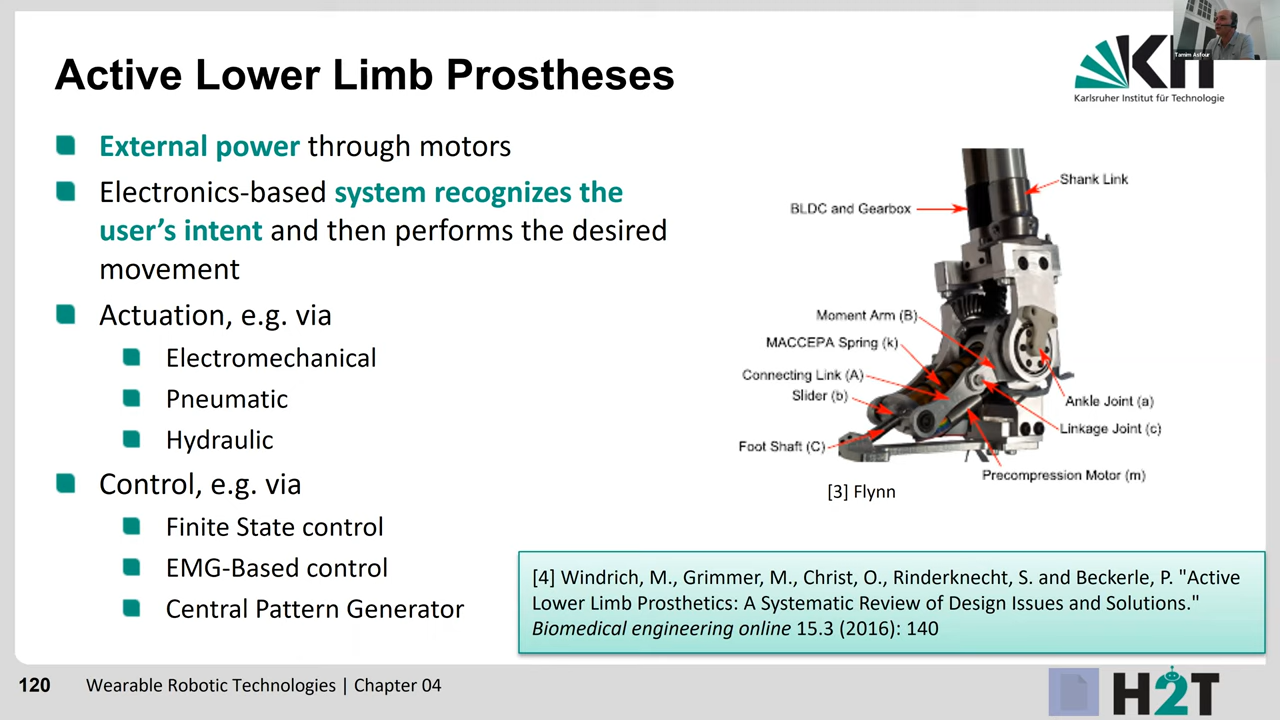 Active Lower Limb Prostheses
KIT
Karlsruher Institut für Technologie
Tamim Asfour
External power through motors
Electronics-based system recognizes the
user's intent and then performs the desired
movement
Actuation, e.g. via
Electromechanical
Pneumatic
Hydraulic
Control, e.g. via
Finite State control
EMG-Based control
Central Pattern Generator
Shank Link
BLDC and Gearbox
Moment Arm (B)
MACCEPA Spring (k)
Connecting Link (A)
Slider (b)
Foot Shaft (C)
Ankle Joint (a)
Linkage Joint (c)
Precompression Motor (m)
[3] Flynn
[4] Windrich, M., Grimmer, M., Christ, O., Rinderknecht, S. and Beckerle, P. "Active
Lower Limb Prosthetics: A Systematic Review of Design Issues and Solutions."
Biomedical engineering online 15.3 (2016): 140
120 Wearable Robotic Technologies | Chapter 04
H2T